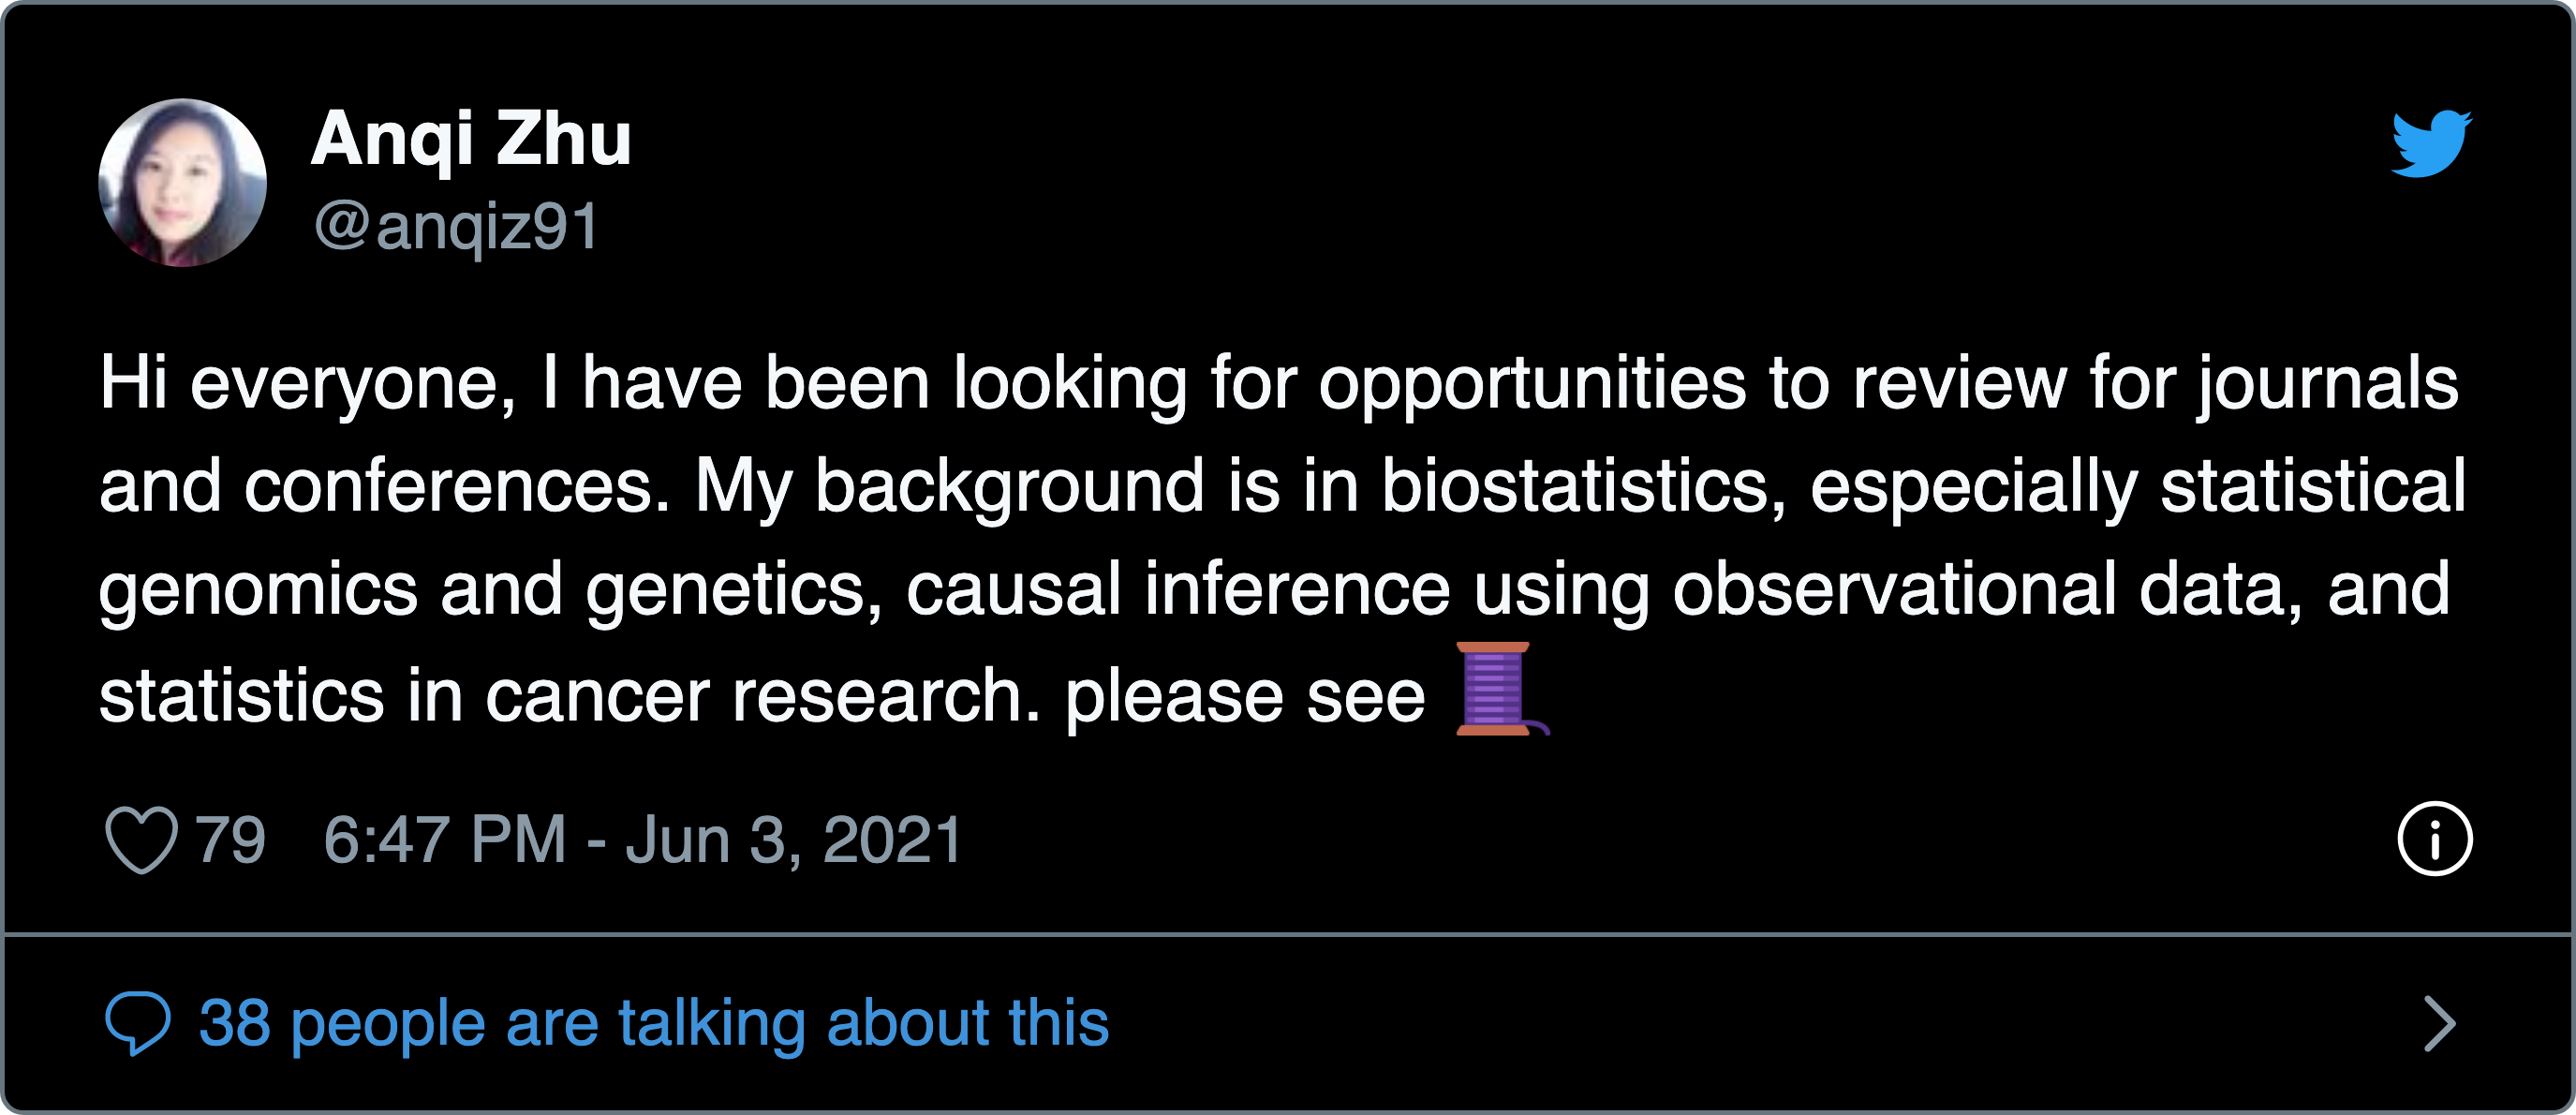 Anqi Zhu
@anqiz91
Hi everyone, I have been looking for opportunities to review for journals
and conferences. My background is in biostatistics, especially statistical
genomics and genetics, causal inference using observational data, and
statistics in cancer research. please see 🧵
79 6:47 PM - Jun 3, 2021
38 people are talking about this